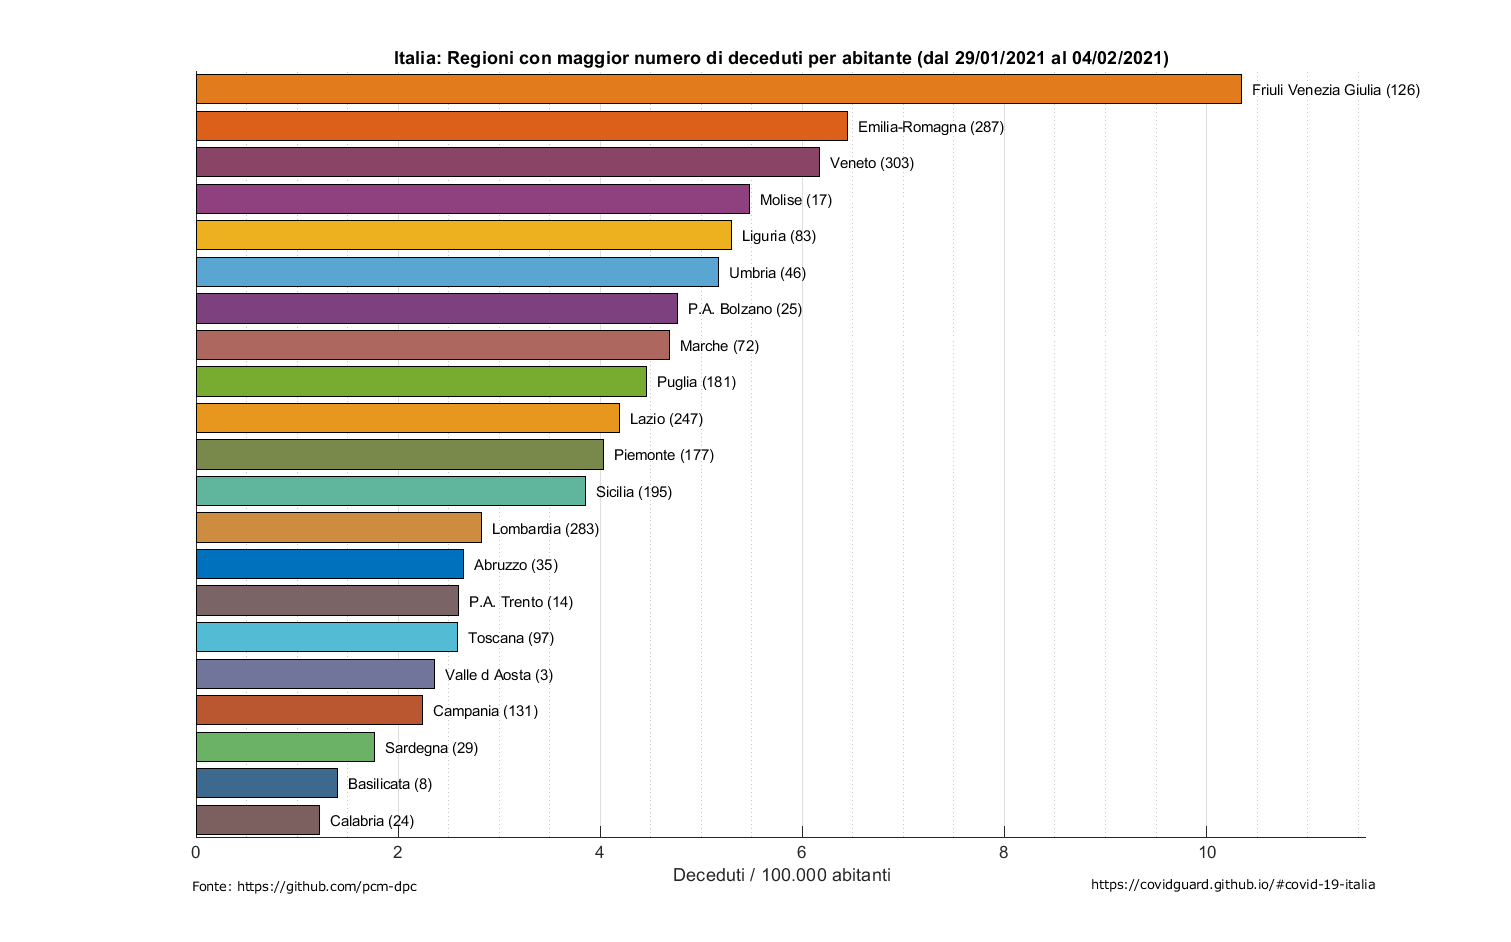 Italia: Regioni con maggior numero di deceduti per abitante (dal 29/01/2021 al 04/02/2021)
Friuli Venezia Giulia (126)
Emilia-Romagna (287)
Veneto (303)
Molise (17)
Liguria (83)
Umbria (46)
P.A. Bolzano (25)
Marche (72)
Puglia (181)
Lazio (247)
Piemonte (177)
Sicilia (195)
Lombardia (283)
Abruzzo (35)
P.A. Trento (14)
Toscana (97)
Valle d Aosta (3)
Campania (131)
Sardegna (29)
Basilicata (8)
Calabria (24)
0 2 4 6 8 10
Deceduti / 100.000 abitanti
Fonte: https://github.com/pcm-dpc
https://covidguard.github.io/#covid-19-italia